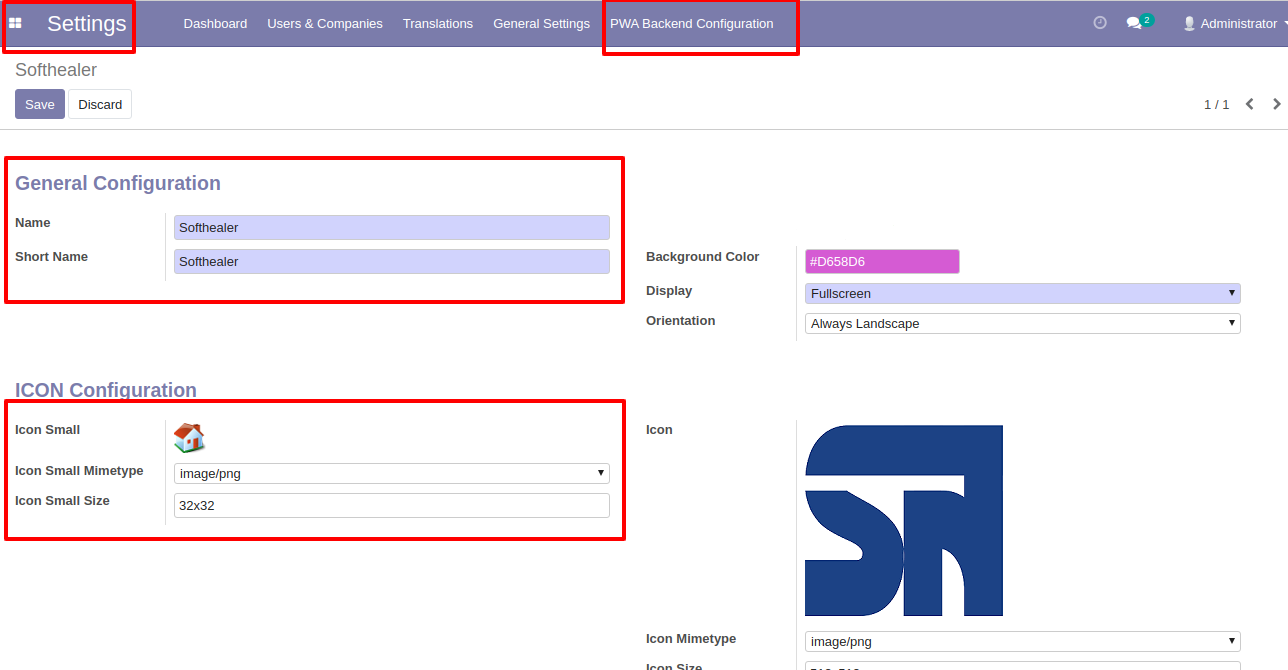 Settings Dashboard Users & Companies Translations General Settings PWA Backend Configuration 2 Administrator
Softhealer
Save Discard 1 / 1
General Configuration
Name Softhealer
Short Name Softhealer
Background Color #D658D6
Display Fullscreen
Orientation Always Landscape
ICON Configuration
Icon Small
Icon Small Mimetype image/png
Icon Small Size 32x32
Icon
Icon Mimetype image/png
Icon Size